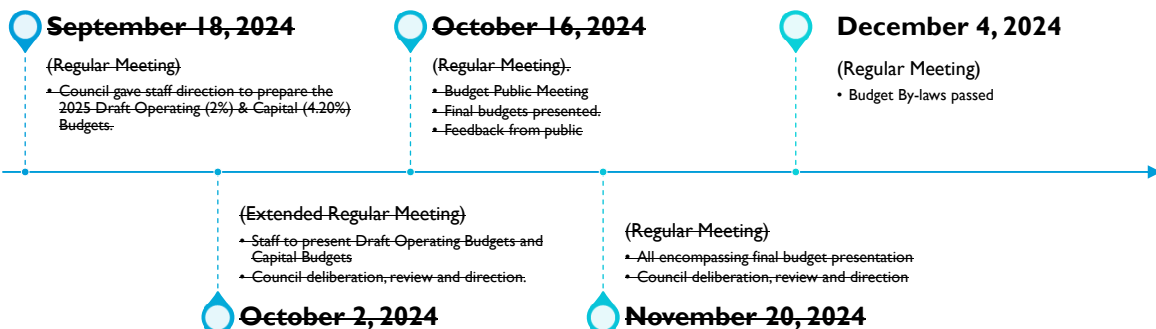 September 18, 2024
(Regular Meeting)
• Council gave staff direction to prepare the
2025 Draft Operating (2%) & Capital (4.20%)
Budgets.
October 16, 2024
(Regular Meeting).
• Budget Public Meeting
• Final budgets presented.
• Feedback from public
December 4, 2024
(Regular Meeting)
• Budget By-laws passed
(Extended Regular Meeting)
• Staff to present Draft Operating Budgets and
Capital Budgets
• Council deliberation, review and direction.
October 2, 2024
(Regular Meeting)
• All encompassing final budget presentation
• Council deliberation, review and direction
November 20, 2024